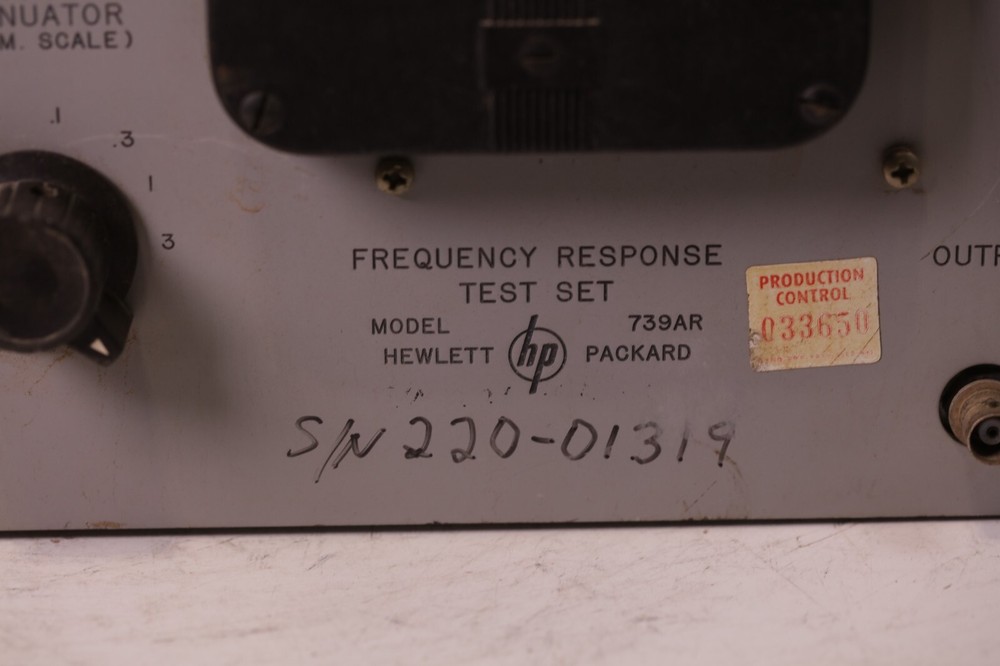 NUATOR
M. SCALE)
.1
.3
1
3
FREQUENCY RESPONSE
TEST SET
MODEL 739AR
HEWLETT hp PACKARD
S/N 220-01319
PRODUCTION
CONTROL
033650
OUTP